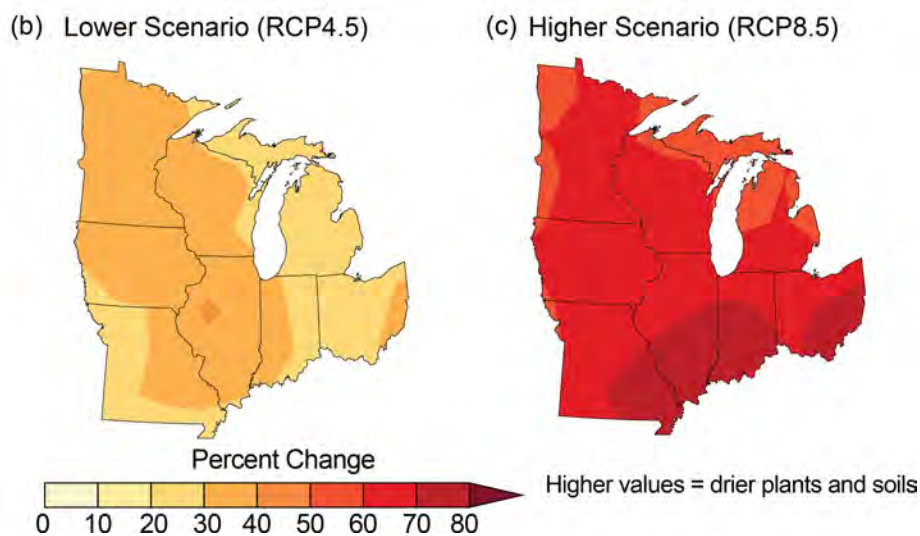 (b) Lower Scenario (RCP4.5)
(c) Higher Scenario (RCP8.5)
Percent Change
0 10 20 30 40 50 60 70 80
Higher values = drier plants and soils